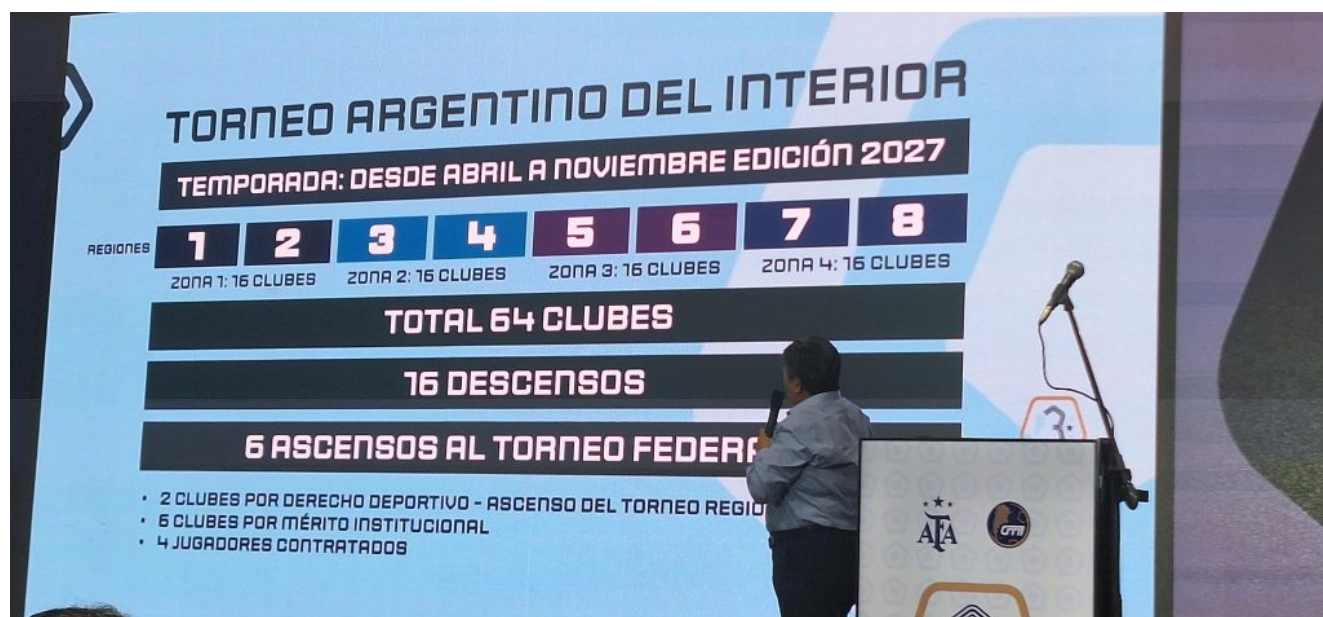 TORNEO ARGENTINO DEL INTERIOR
TEMPORADA: DESDE ABRIL A NOVIEMBRE EDICIÓN 2027
REGIONES 1 2 3 4 5 6 7 8
ZONA 1: 16 CLUBES ZONA 2: 16 CLUBES ZONA 3: 16 CLUBES ZONA 4: 16 CLUBES
TOTAL 64 CLUBES
16 DESCENSOS
6 ASCENSOS AL TORNEO
• 2 CLUBES POR DERECHO DEPORTIVO - ASCENSO DEL TORNEO
• 6 CLUBES POR MÉRITO INSTITUCIONAL
• 4 JUGADORES CONTRATADOS
3
AFA